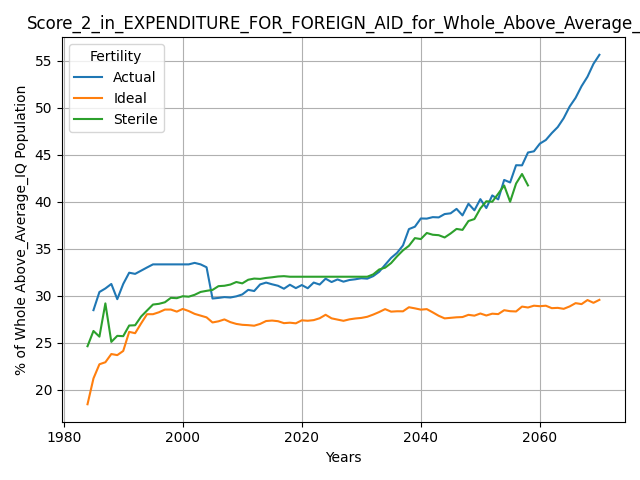 Score_2_in_EXPENDITURE_FOR_FOREIGN_AID_for_Whole_Above_Average_
Fertility
Actual
Ideal
Sterile
% of Whole Above_Average_IQ Population
55
50
45
40
35
30
25
20
1980 2000 2020 2040 2060
Years